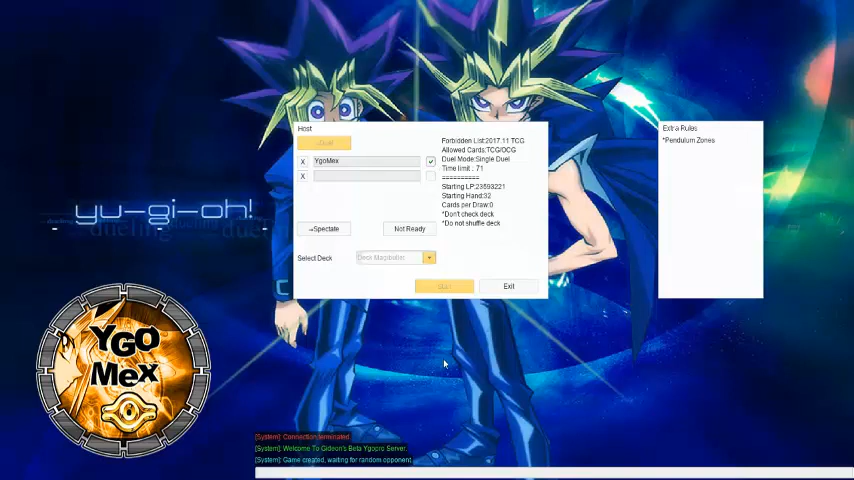 yu-gi-oh!
YGO
MeX
Host
X YgoMex
X
→Spectate
Not Ready
Select Deck
Start
Exit
Forbidden List:2017.11 TCG
Allowed Cards:TCG/OCG
Duel Mode:Single Duel
Time limit : 71
==========
Starting LP:23593221
Starting Hand:32
Cards per Draw:0
*Don't check deck
*Do not shuffle deck
Extra Rules
*Pendulum Zones
[System]: Connection terminated.
[System]: Welcome To Gideon's Beta Ygopro Server.
[System]: Game created, waiting for random opponent